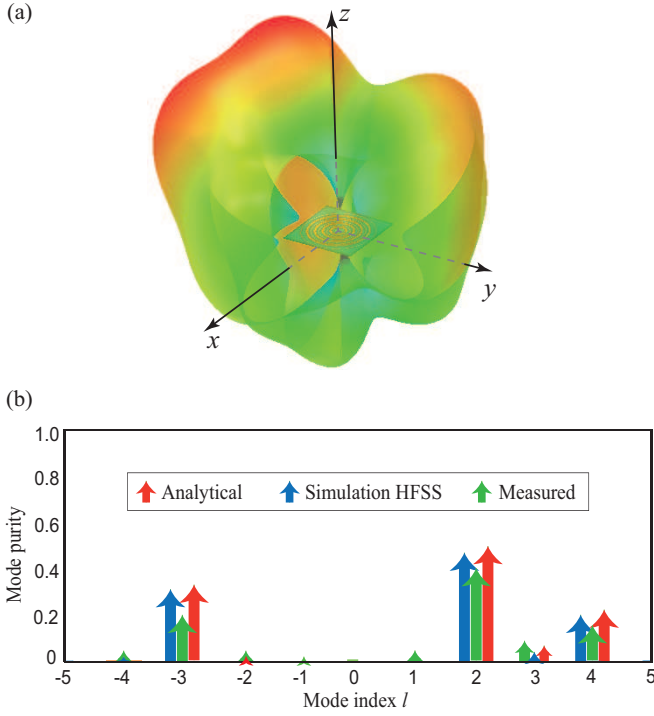 (a)
z
y
x
(b)
1.0
0.8
0.6
0.4
0.2
0
Mode purity
Analytical Simulation HFSS Measured
-5 -4 -3 -2 -1 0 1 2 3 4 5
Mode index l